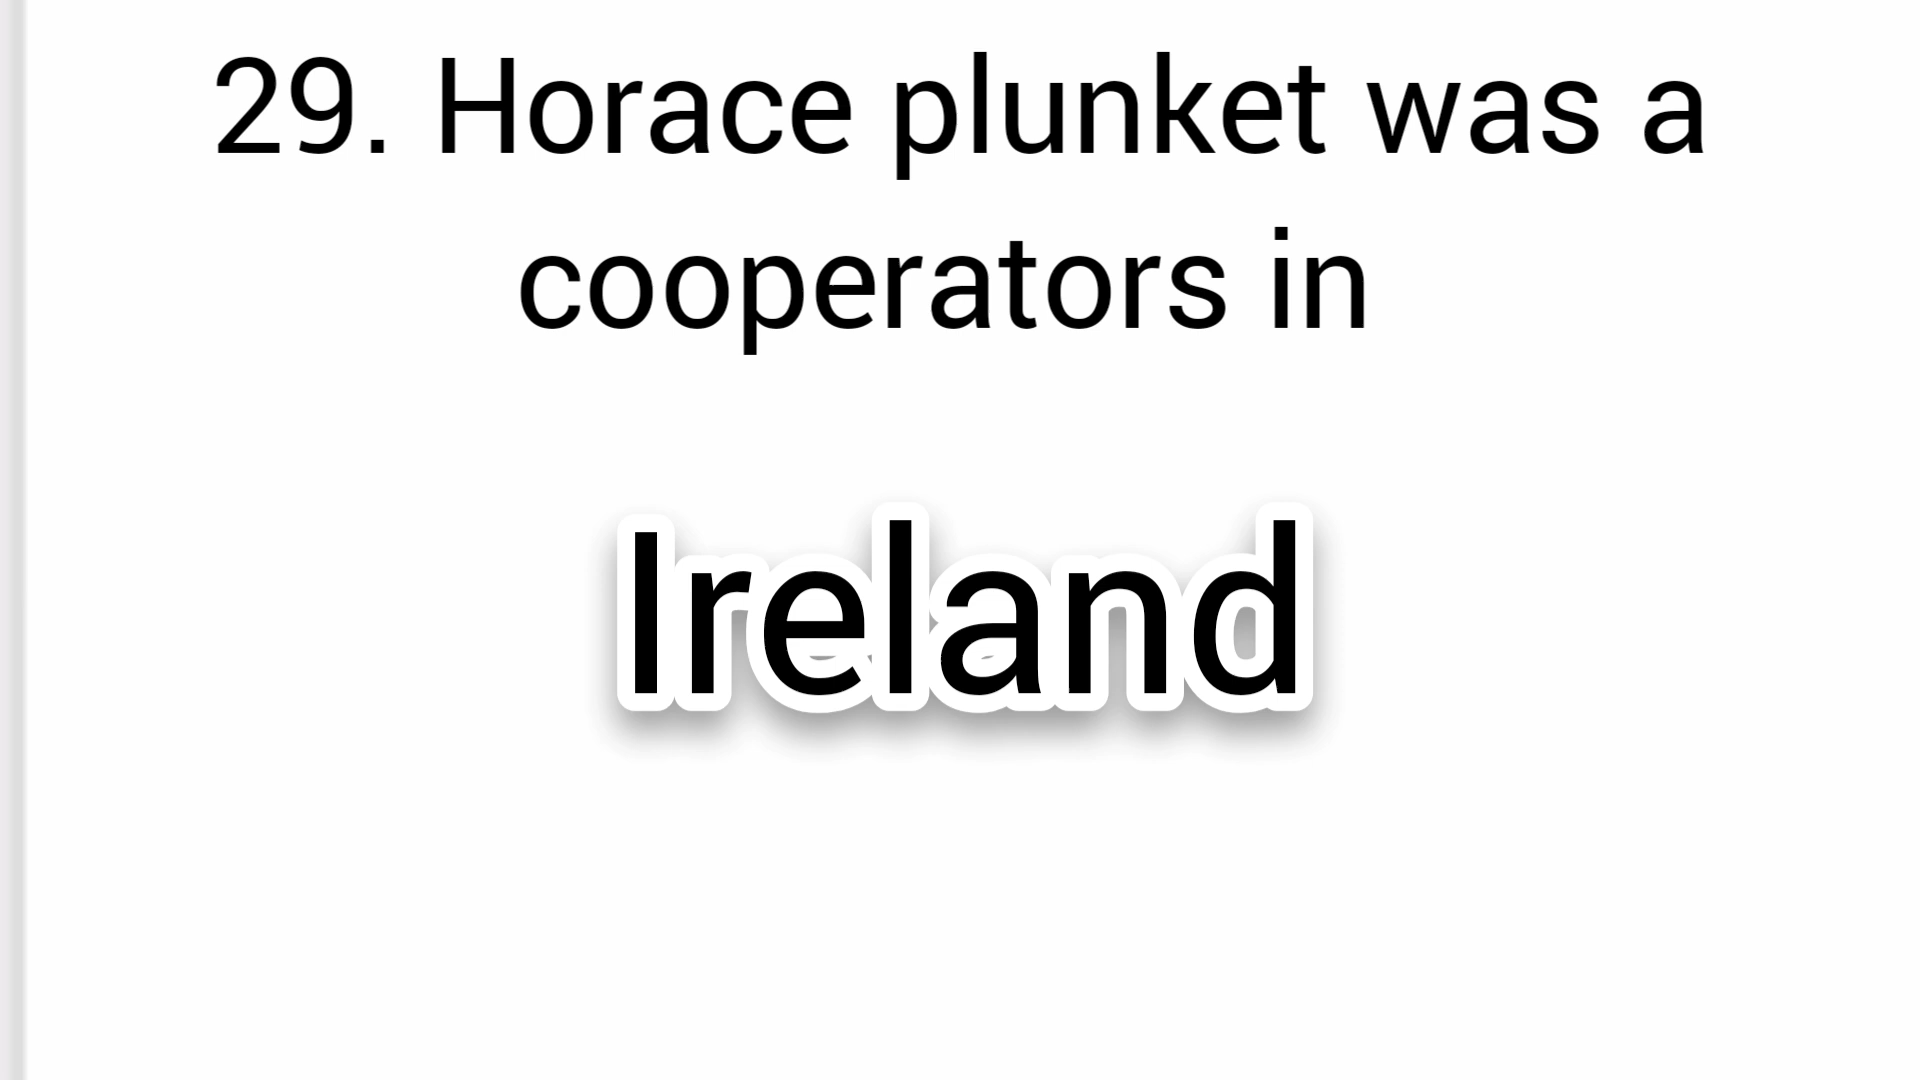 29. Horace plunket was a
cooperators in
Ireland